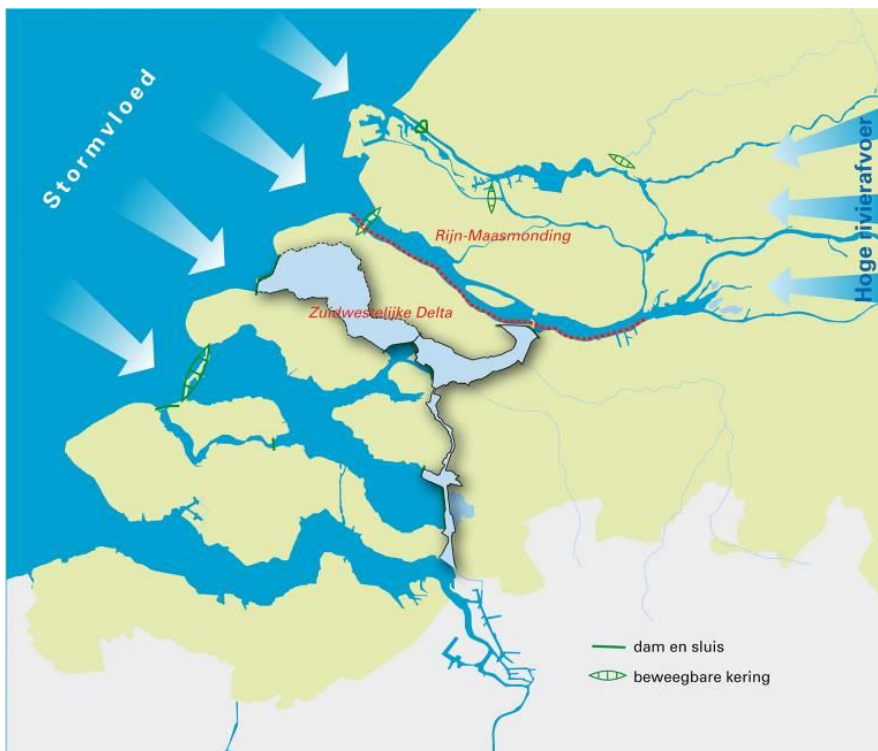 Stormvloed
Hoge rivierafvoer
Rijn-Maasmonding
Zuidwestelijke Delta
dam en sluis
beweegbare kering